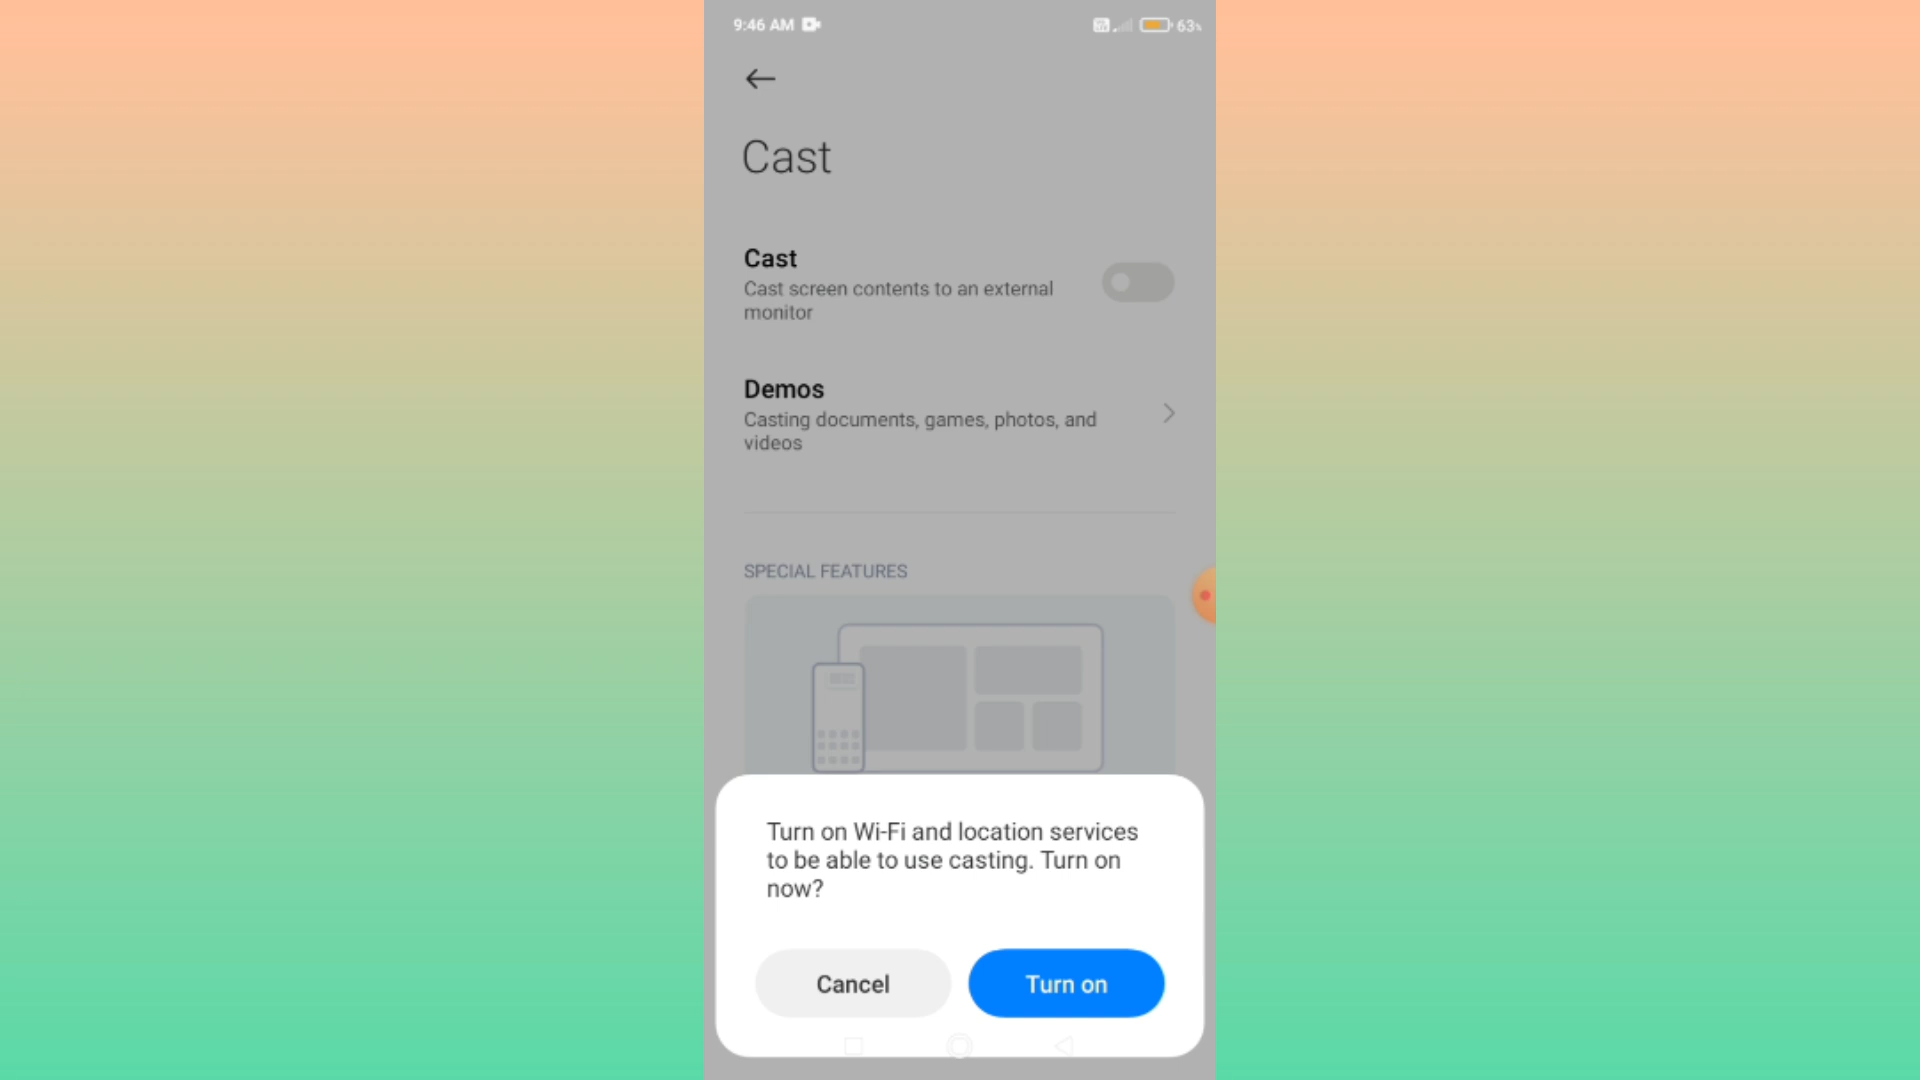 9:46 AM
63%
Cast
Cast
Cast screen contents to an external
monitor
Demos
Casting documents, games, photos, and
videos
SPECIAL FEATURES
Turn on Wi-Fi and location services
to be able to use casting. Turn on
now?
Cancel
Turn on